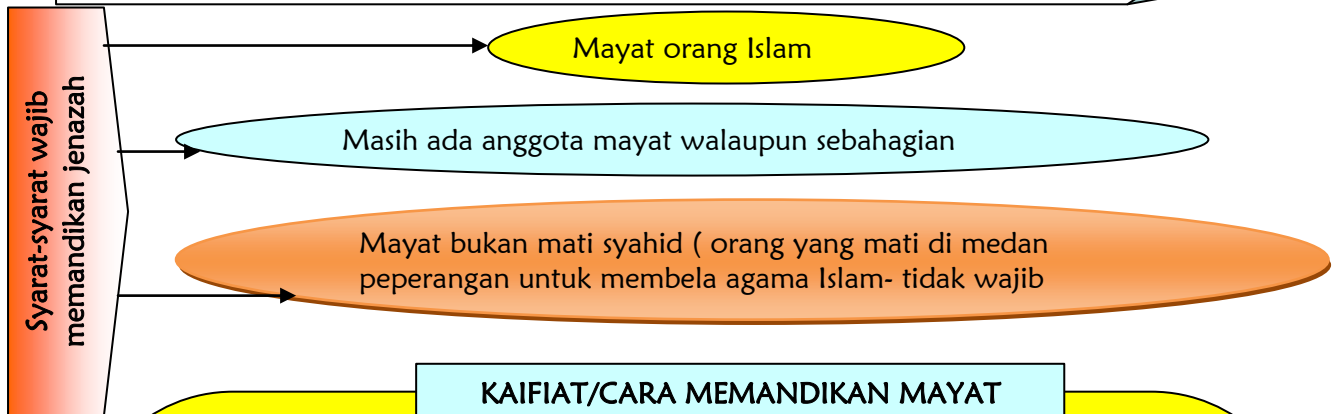 Syarat-syarat wajib
memandikan jenazah
Mayat orang Islam
Masih ada anggota mayat walaupun sebahagian
Mayat bukan mati syahid ( orang yang mati di medan
peperangan untuk membela agama Islam- tidak wajib
KAIFIAT/CARA MEMANDIKAN MAYAT